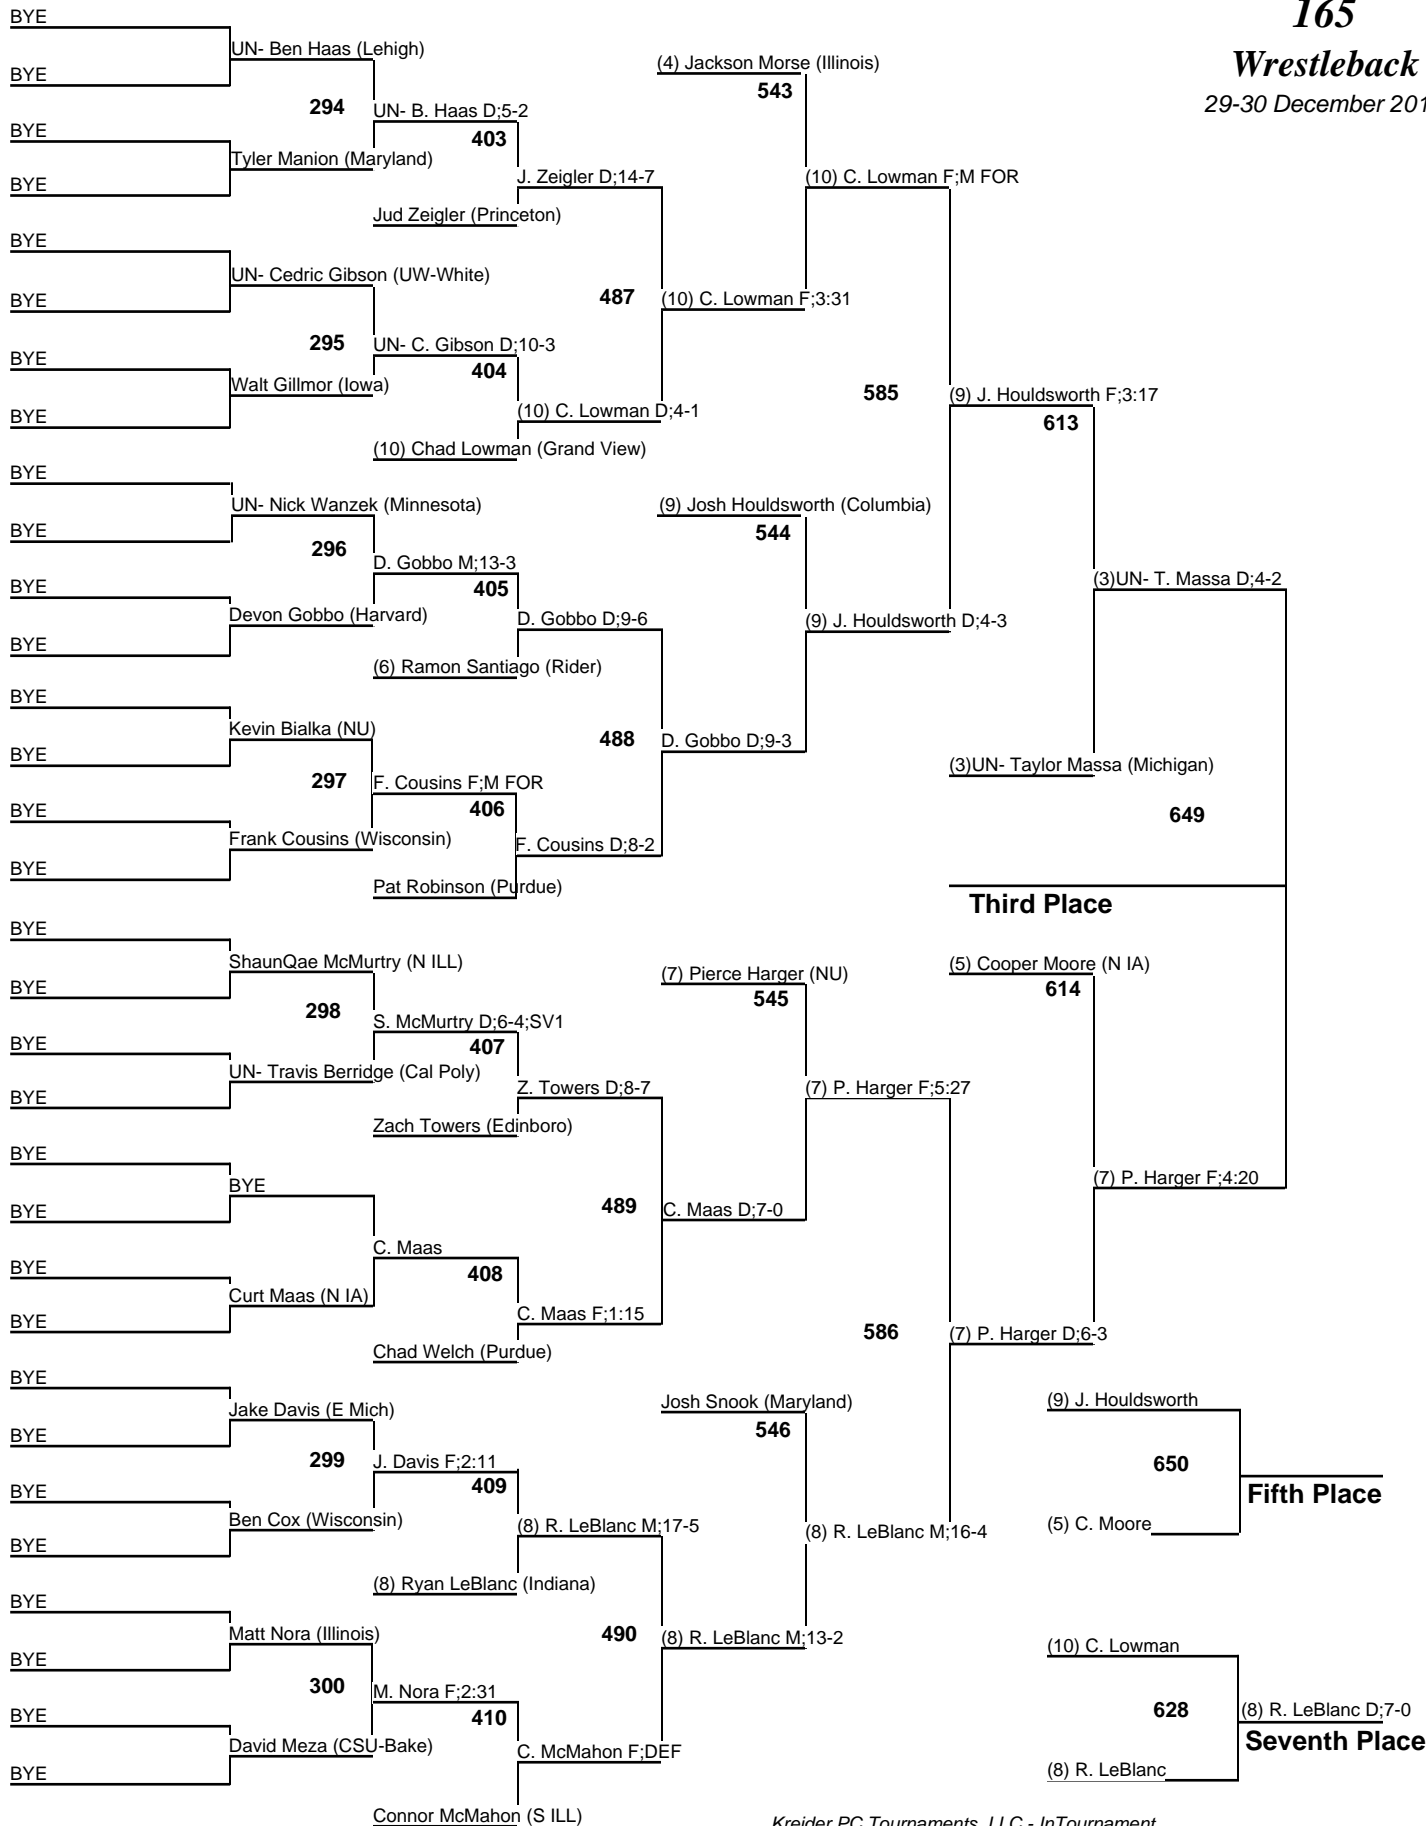 165
Wrestleback
29-30 December 201
BYE
UN- Ben Haas (Lehigh)
BYE
294
UN- B. Haas D;5-2
403
BYE
Tyler Manion (Maryland)
BYE
J. Zeigler D;14-7
Jud Zeigler (Princeton)
(4) Jackson Morse (Illinois)
543
(10) C. Lowman F;M FOR
BYE
UN- Cedric Gibson (UW-White)
BYE
487
(10) C. Lowman F;3:31
295
UN- C. Gibson D;10-3
404
BYE
Walt Gillmor (Iowa)
BYE
(10) C. Lowman D;4-1
(10) Chad Lowman (Grand View)
585
(9) J. Houldsworth F;3:17
613
BYE
UN- Nick Wanzek (Minnesota)
BYE
(9) Josh Houldsworth (Columbia)
544
296
D. Gobbo M;13-3
405
BYE
Devon Gobbo (Harvard)
BYE
D. Gobbo D;9-6
(6) Ramon Santiago (Rider)
(9) J. Houldsworth D;4-3
(3)UN- T. Massa D;4-2
BYE
Kevin Bialka (NU)
BYE
488
D. Gobbo D;9-3
(3)UN- Taylor Massa (Michigan)
297
F. Cousins F;M FOR
406
649
BYE
Frank Cousins (Wisconsin)
BYE
F. Cousins D;8-2
Pat Robinson (Purdue)
Third Place
BYE
ShaunQae McMurtry (N ILL)
BYE
(7) Pierce Harger (NU)
545
(5) Cooper Moore (N IA)
614
298
S. McMurtry D;6-4;SV1
407
BYE
UN- Travis Berridge (Cal Poly)
BYE
Z. Towers D;8-7
Zach Towers (Edinboro)
(7) P. Harger F;5:27
BYE
BYE
BYE
489
C. Maas D;7-0
(7) P. Harger F;4:20
C. Maas
408
BYE
Curt Maas (N IA)
BYE
C. Maas F;1:15
Chad Welch (Purdue)
586
(7) P. Harger D;6-3
BYE
Jake Davis (E Mich)
BYE
Josh Snook (Maryland)
546
(9) J. Houldsworth
299
J. Davis F;2:11
409
650
BYE
Ben Cox (Wisconsin)
BYE
(8) R. LeBlanc M;17-5
(8) Ryan LeBlanc (Indiana)
(8) R. LeBlanc M;16-4
(5) C. Moore
Fifth Place
BYE
Matt Nora (Illinois)
BYE
490
(8) R. LeBlanc M;13-2
(10) C. Lowman
300
M. Nora F;2:31
410
628
(8) R. LeBlanc D;7-0
BYE
David Meza (CSU-Bake)
BYE
C. McMahon F;DEF
Seventh Place
(8) R. LeBlanc
Connor McMahon (S ILL)
Kreider PC Tournaments, LLC - InTournament